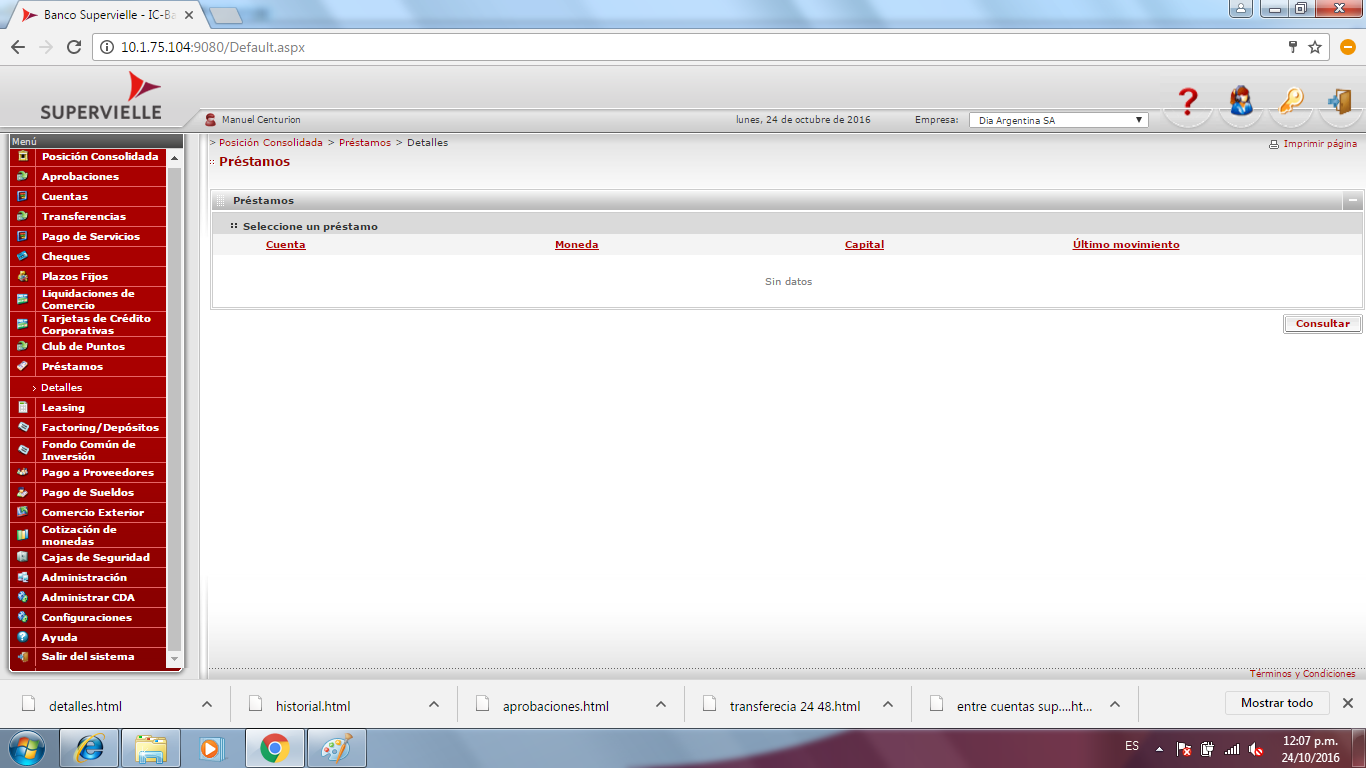 Banco Supervielle - IC-Ba
10.1.75.104:9080/Default.aspx
SUPERVIELLE
Manuel Centurion
lunes, 24 de octubre de 2016
Empresa:
Dia Argentina SA
Menú
Posición Consolidada
Aprobaciones
Cuentas
Transferencias
Pago de Servicios
Cheques
Plazos Fijos
Liquidaciones de
Comercio
Tarjetas de Crédito
Corporativas
Club de Puntos
Préstamos
> Detalles
Leasing
Factoring/Depósitos
Fondo Común de
Inversión
Pago a Proveedores
Pago de Sueldos
Comercio Exterior
Cotización de
monedas
Cajas de Seguridad
Administración
Administrar CDA
Configuraciones
Ayuda
Salir del sistema
> Posición Consolidada > Préstamos > Detalles
Imprimir página
Préstamos
Préstamos
Seleccione un préstamo
Cuenta
Moneda
Capital
Último movimiento
Sin datos
Consultar
Términos y Condiciones
detalles.html
historial.html
aprobaciones.html
transferecia 24 48.html
entre cuentas sup....ht...
Mostrar todo
ES
12:07 p.m.
24/10/2016